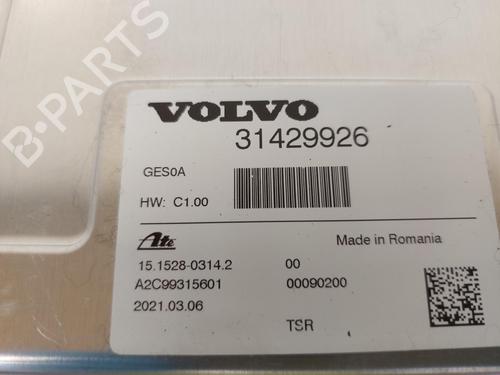 VOLVO
31429926
GES0A
HW: C1.00
Ate
Made in Romania
15.1528-0314.2 00
A2C99315601 00090200
2021.03.06
TSR
B-PARTS